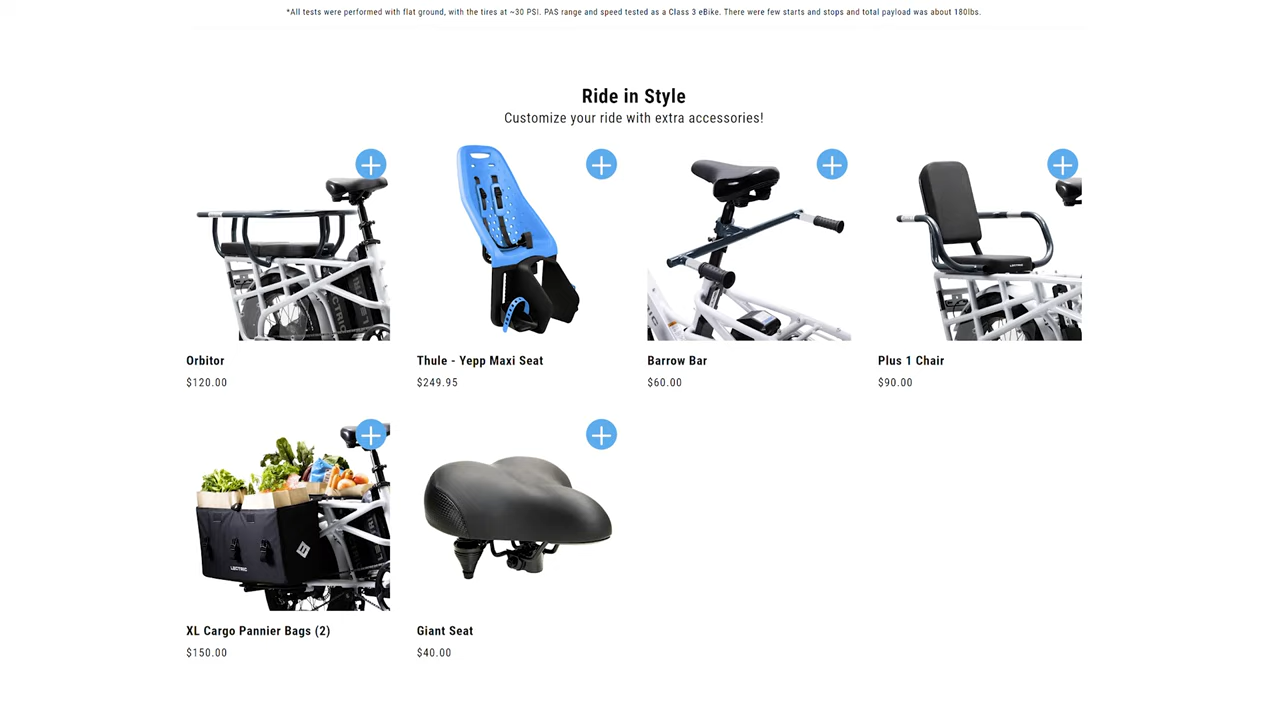 *All tests were performed with flat ground, with the tires at ~30 PSI. PAS range and speed tested as a Class 3 eBike. There were few starts and stops and total payload was about 180lbs.
Ride in Style
Customize your ride with extra accessories!
Orbitor
$120.00
Thule - Yepp Maxi Seat
$249.95
Barrow Bar
$60.00
Plus 1 Chair
$90.00
LECTRIC
XL Cargo Pannier Bags (2)
$150.00
Giant Seat
$40.00